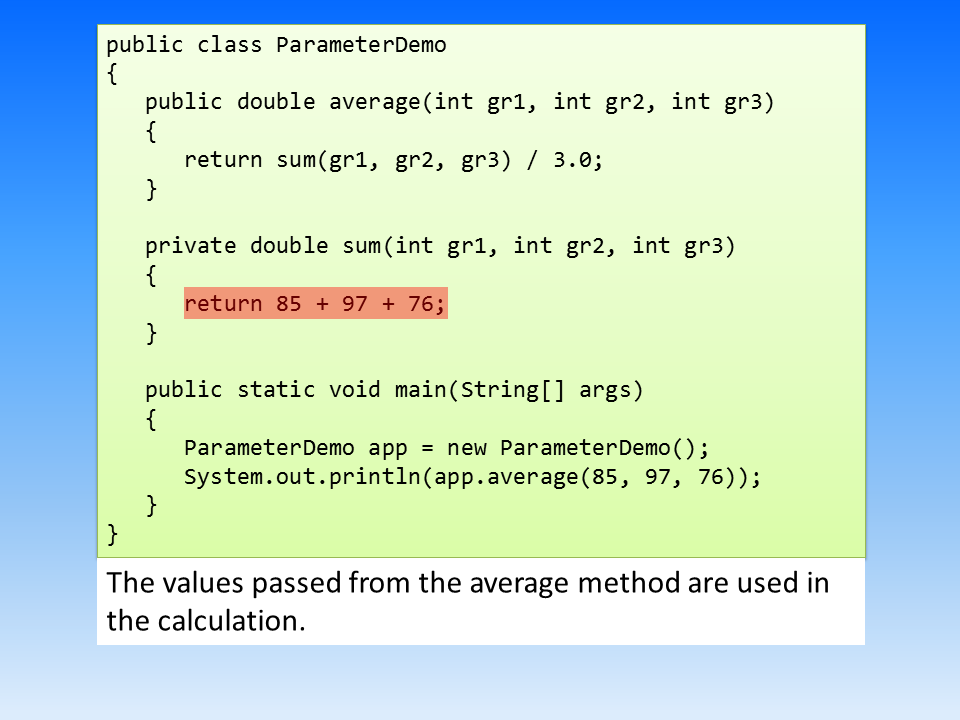 public class ParameterDemo
{
   public double average(int gr1, int gr2, int gr3)
   {
      return sum(gr1, gr2, gr3) / 3.0;
   }

   private double sum(int gr1, int gr2, int gr3)
   {
      return 85 + 97 + 76;
   }

   public static void main(String[] args)
   {
      ParameterDemo app = new ParameterDemo();
      System.out.println(app.average(85, 97, 76));
   }
}
The values passed from the average method are used in
the calculation.